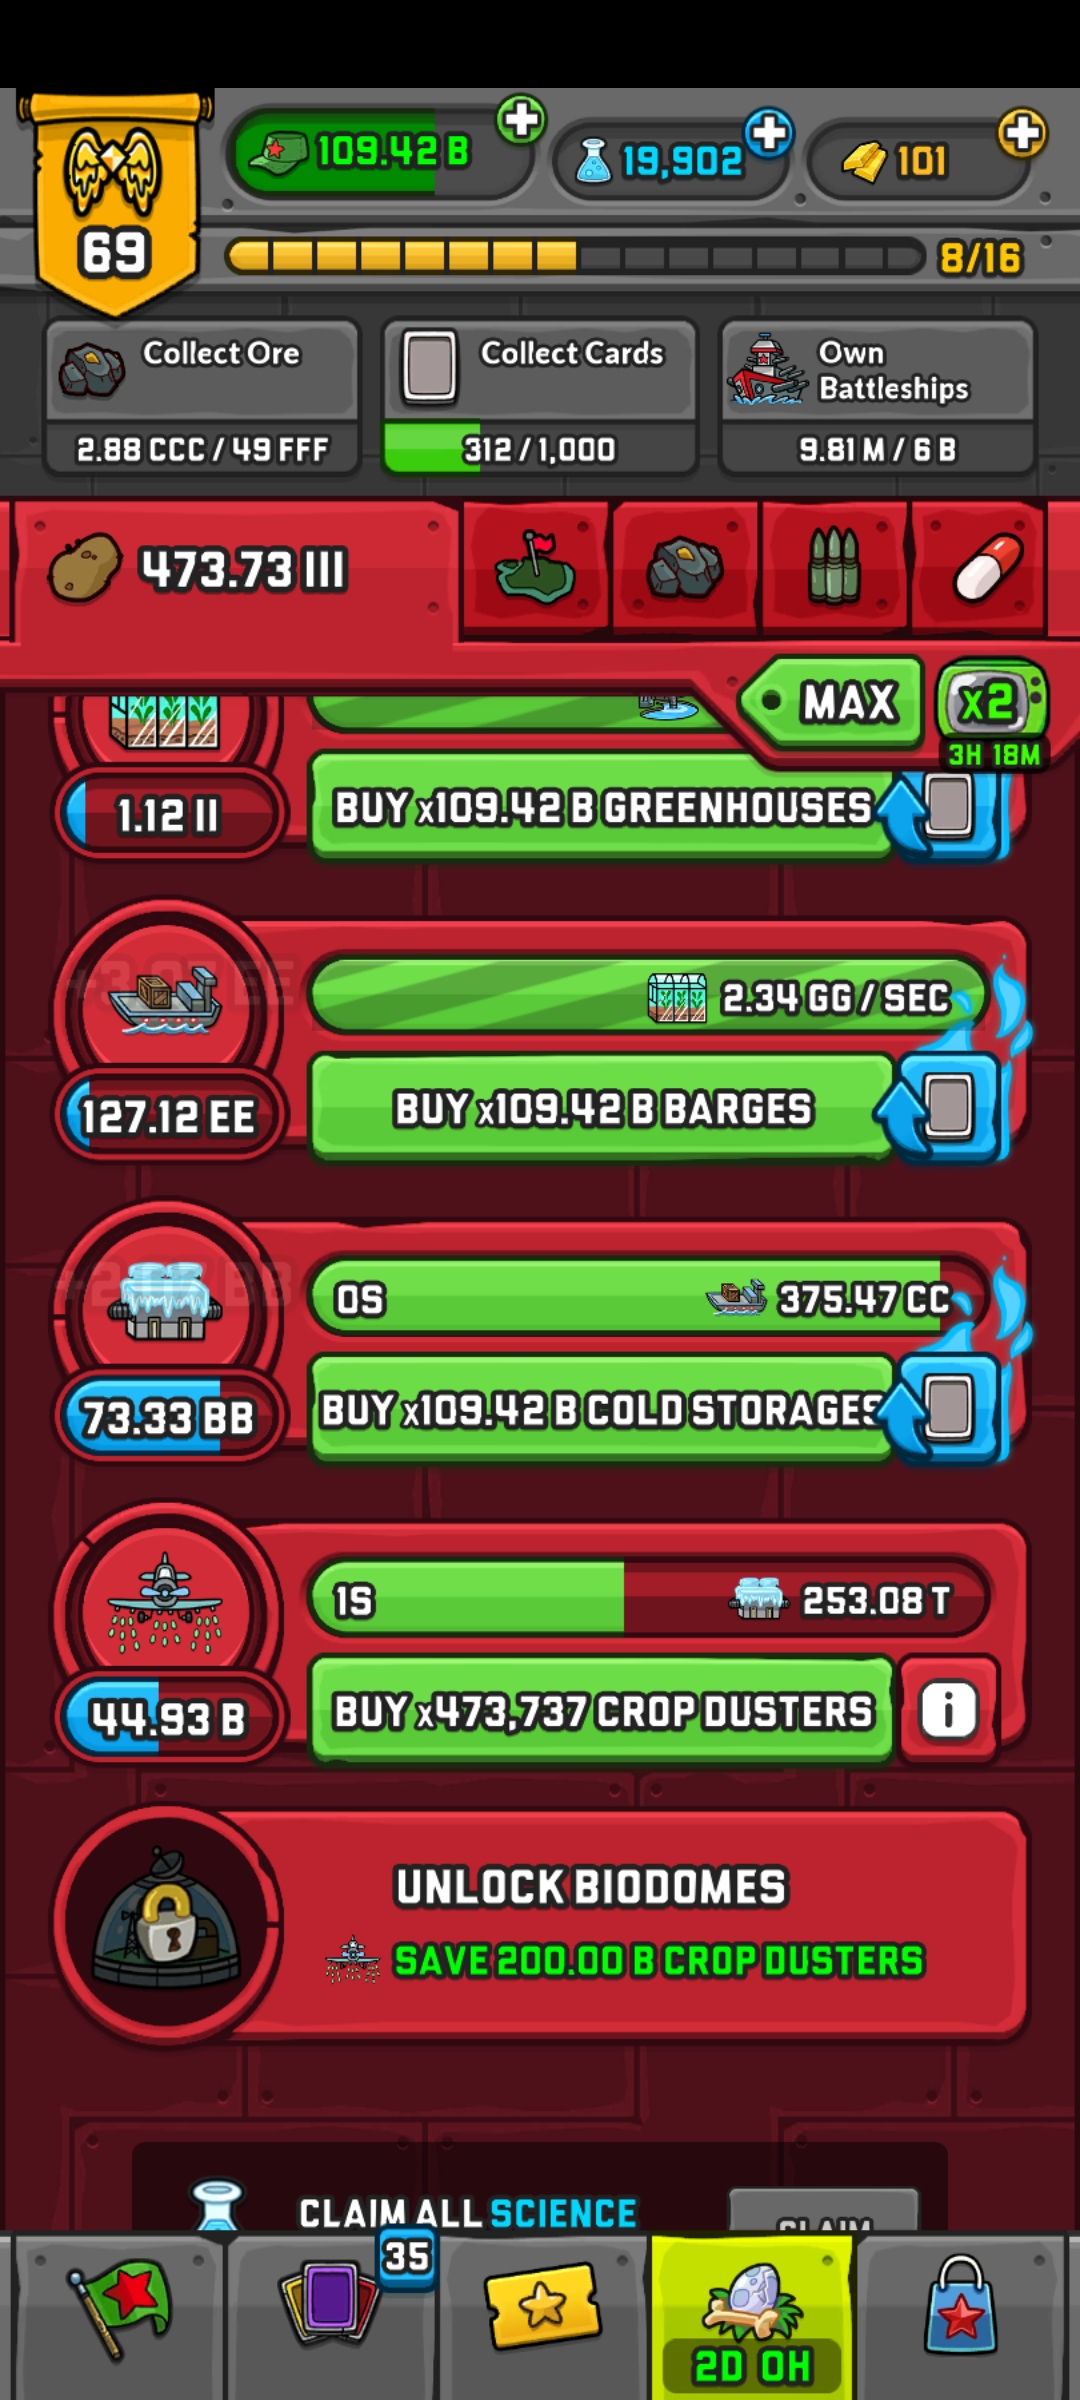 69
109.42 B
19,902
101
8/16
Collect Ore
2.88 CCC / 49 FFF
Collect Cards
312 / 1,000
Own
Battleships
9.81 M / 6 B
473.73 III
MAX
x2
3H 18M
1.12 II
BUY x109.42 B GREENHOUSES
2.34 GG / SEC
127.12 EE
BUY x109.42 B BARGES
0S
375.47 CC
73.33 BB
BUY x109.42 B COLD STORAGES
1S
253.08 T
44.93 B
BUY x473,737 CROP DUSTERS
i
UNLOCK BIODOMES
SAVE 200.00 B CROP DUSTERS
CLAIM ALL SCIENCE
CLAIM
35
2D 0H